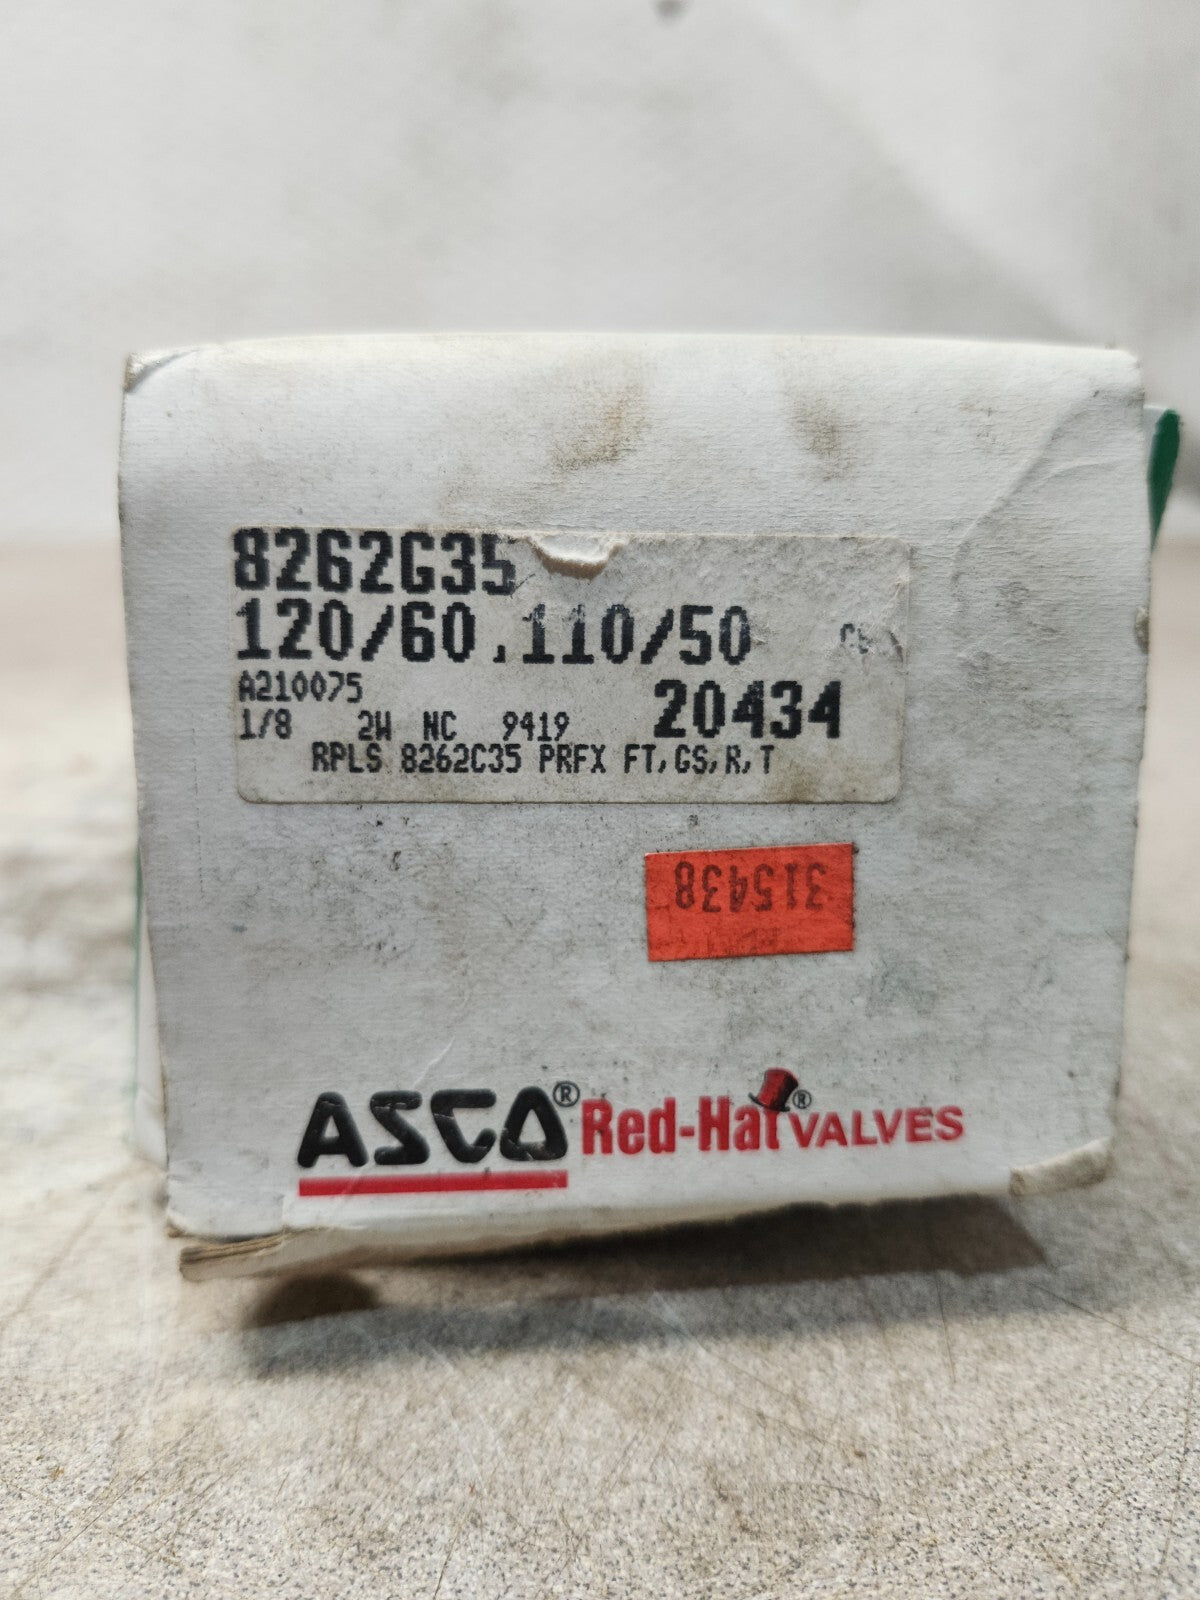 8262G35
120/60,110/50
A210075 20434
1/8 2W NC 9419
RPLS 8262C35 PRFX FT,GS,R,T
315438
ASCO® Red-Hat® VALVES